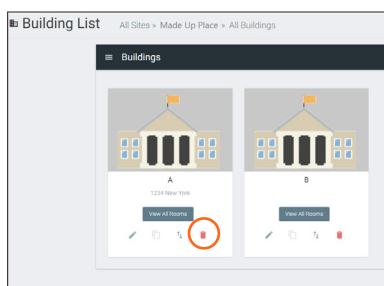 Building List
All Sites » Made Up Place » All Buildings
Buildings
A
B
1234 New York
View All Rooms
View All Rooms